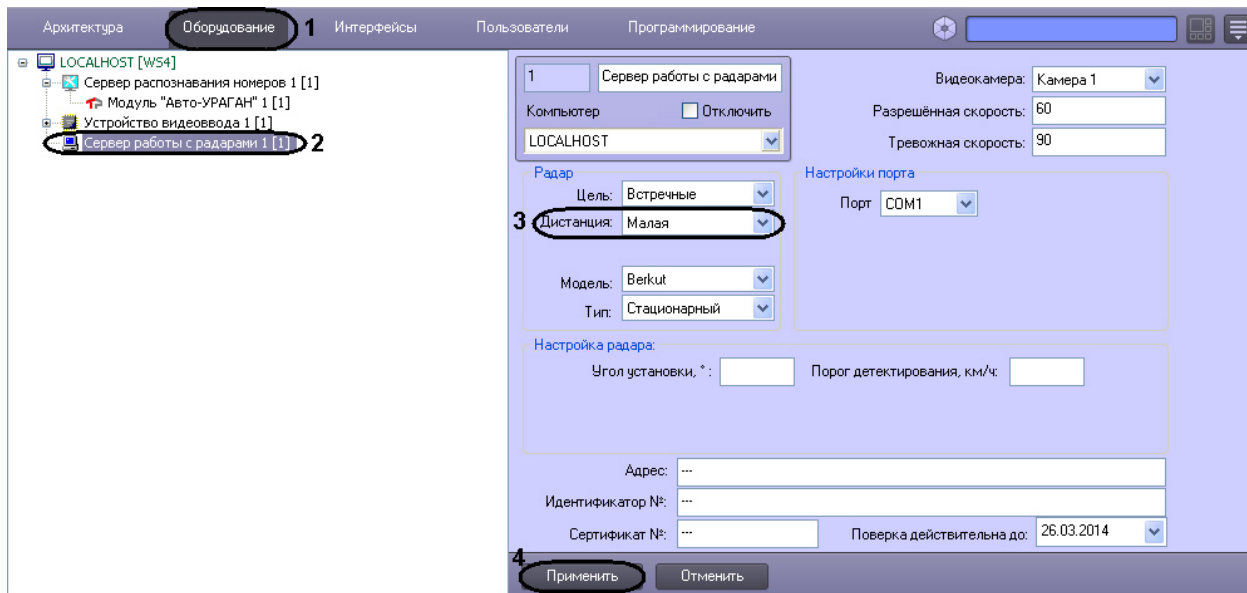 Архитектура Оборудование 1 Интерфейсы Пользователи Программирование
LOCALHOST [WS4]
Сервер распознавания номеров 1 [1]
Модуль "Авто-УРАГАН" 1 [1]
Устройство видеоввода 1 [1]
Сервер работы с радарами 1 [1] 2
1 Сервер работы с радарами
Компьютер Отключить
LOCALHOST
Видеокамера: Камера 1
Разрешённая скорость: 60
Тревожная скорость: 90
Радар
Цель: Встречные
3 Дистанция: Малая
Модель: Berkut
Тип: Стационарный
Настройки порта
Порт COM1
Настройка радара:
Угол установки, ° : Порог детектирования, км/ч:
Адрес: ---
Идентификатор №: ---
Сертификат №: --- Поверка действительна до: 26.03.2014
4
Применить Отменить